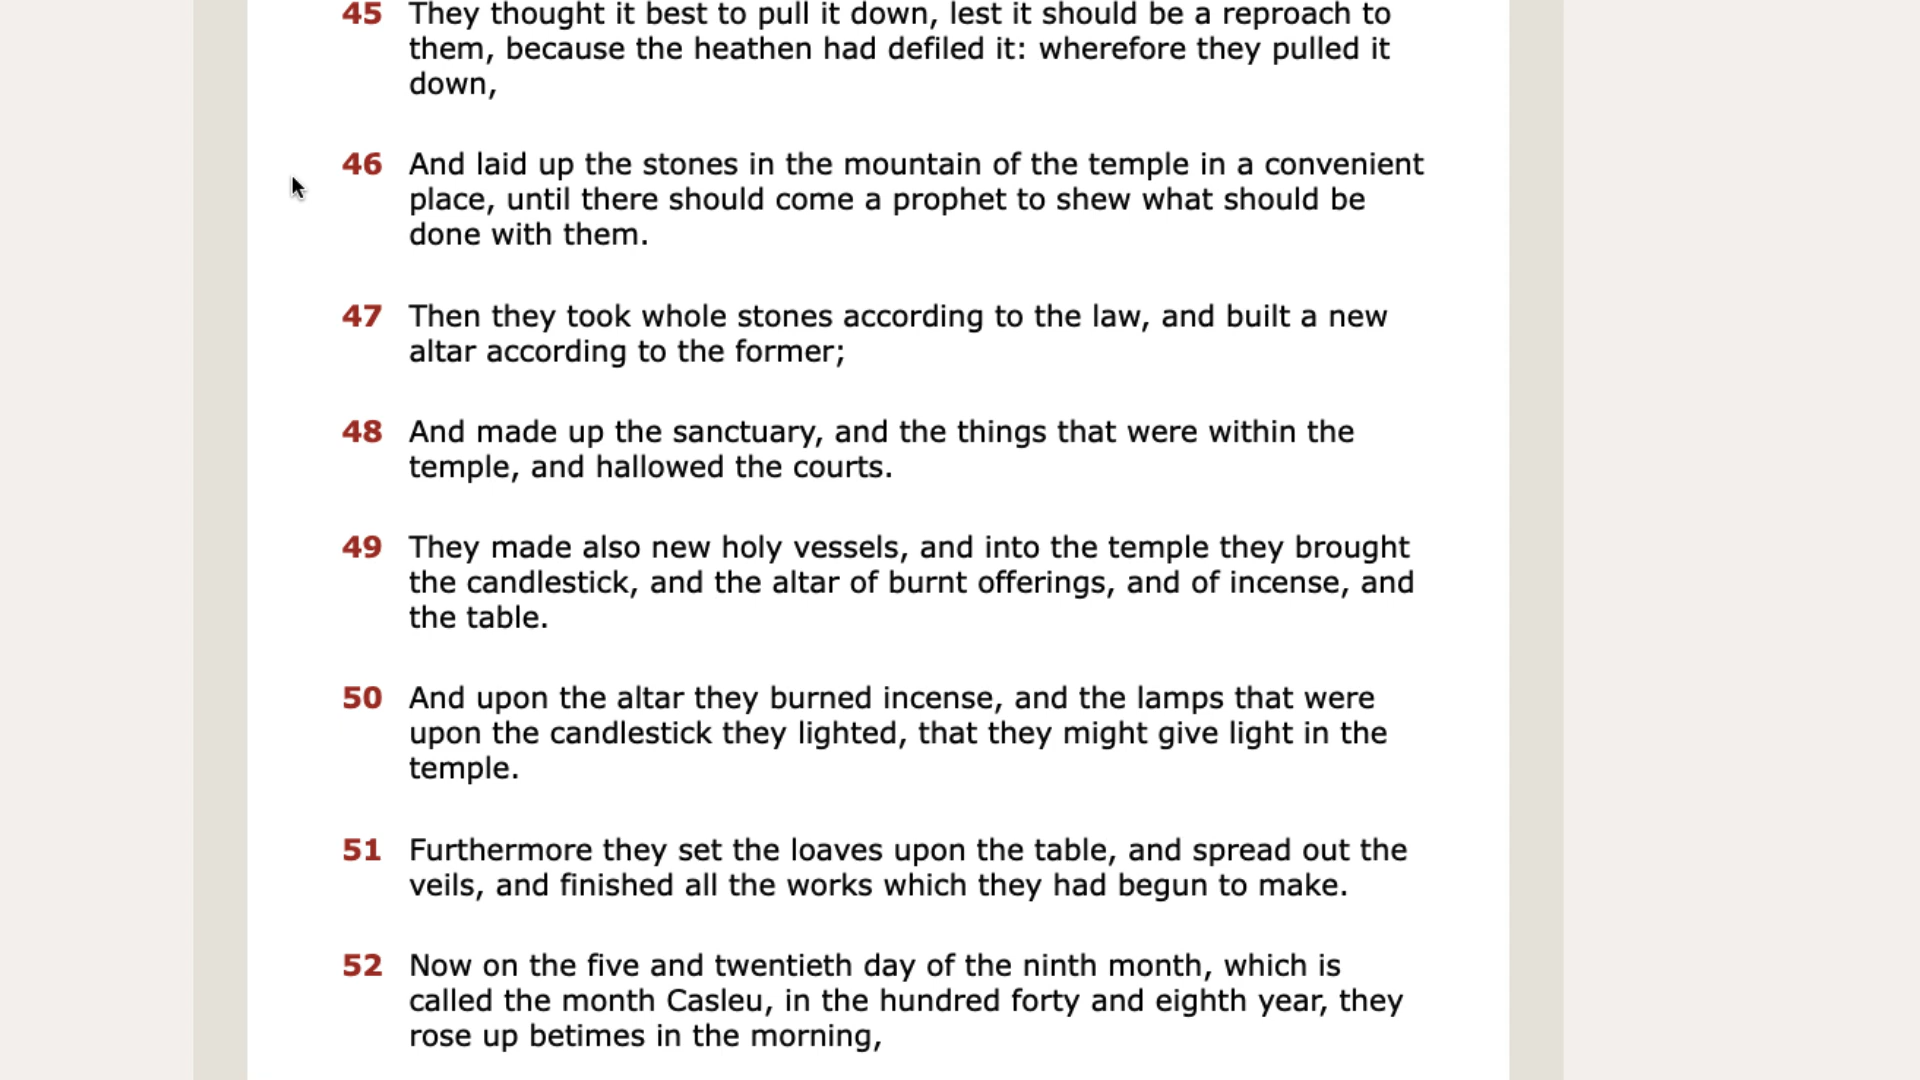 45 They thought it best to pull it down, lest it should be a reproach to
them, because the heathen had defiled it: wherefore they pulled it
down,
46 And laid up the stones in the mountain of the temple in a convenient
place, until there should come a prophet to shew what should be
done with them.
47 Then they took whole stones according to the law, and built a new
altar according to the former;
48 And made up the sanctuary, and the things that were within the
temple, and hallowed the courts.
49 They made also new holy vessels, and into the temple they brought
the candlestick, and the altar of burnt offerings, and of incense, and
the table.
50 And upon the altar they burned incense, and the lamps that were
upon the candlestick they lighted, that they might give light in the
temple.
51 Furthermore they set the loaves upon the table, and spread out the
veils, and finished all the works which they had begun to make.
52 Now on the five and twentieth day of the ninth month, which is
called the month Casleu, in the hundred forty and eighth year, they
rose up betimes in the morning,